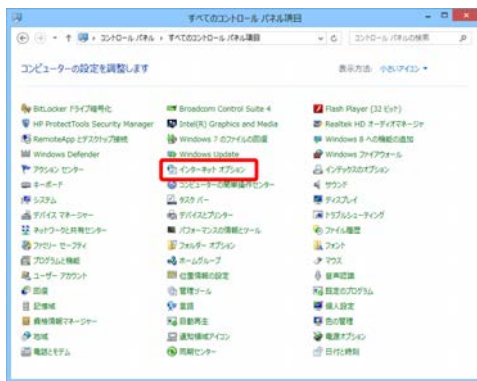 すべてのコントロール パネル項目
コントロール パネル ▸ すべてのコントロール パネル項目
コントロール パネルの検索
コンピューターの設定を調整します
表示方法: 小さいアイコン
BitLocker ドライブ暗号化
Broadcom Control Suite 4
Flash Player (32 ビット)
HP ProtectTools Security Manager
Intel(R) Graphics and Media
Realtek HD オーディオマネージャ
RemoteApp とデスクトップ接続
Windows 7 のファイルの回復
Windows 8 への機能の追加
Windows Defender
Windows Update
Windows ファイアウォール
アクション センター
インターネット オプション
インデックスのオプション
キーボード
コンピューターの簡単操作センター
サウンド
システム
タスク バー
ディスプレイ
デバイス マネージャー
デバイスとプリンター
トラブルシューティング
ネットワークと共有センター
パフォーマンスの情報とツール
ファイル履歴
ファミリー セーフティ
フォルダー オプション
フォント
プログラムと機能
ホームグループ
マウス
ユーザー アカウント
位置情報の設定
音声認識
回復
管理ツール
既定のプログラム
記憶域
言語
個人設定
資格情報マネージャー
自動再生
色の管理
地域
通知領域アイコン
電源オプション
電話とモデム
同期センター
日付と時刻